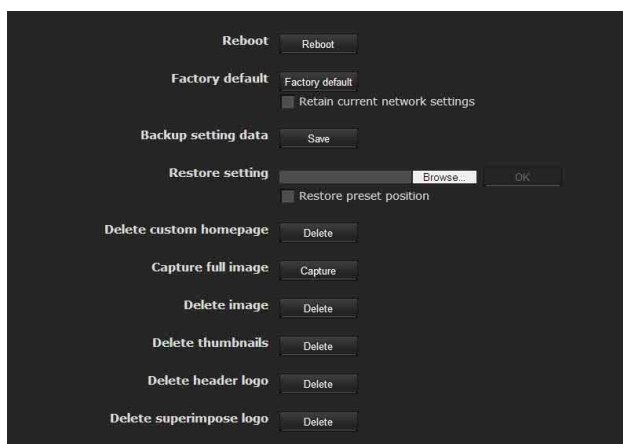 Reboot Reboot
Factory default Factory default
Retain current network settings
Backup setting data Save
Restore setting Browse... OK
Restore preset position
Delete custom homepage Delete
Capture full image Capture
Delete image Delete
Delete thumbnails Delete
Delete header logo Delete
Delete superimpose logo Delete